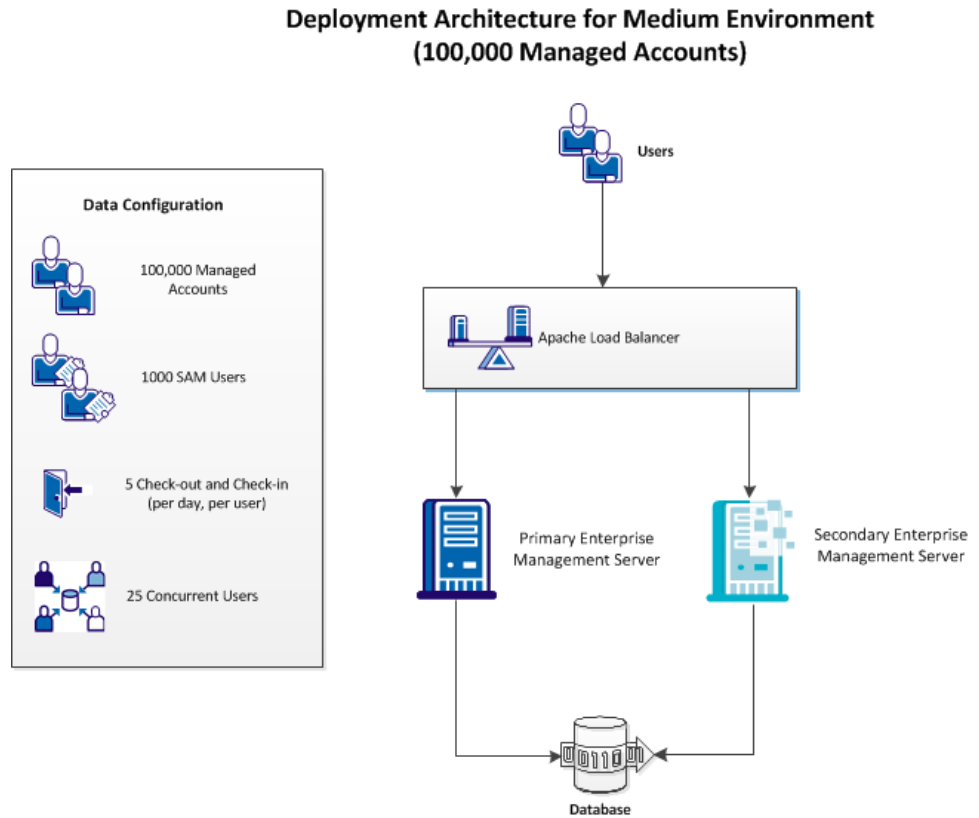 Deployment Architecture for Medium Environment
(100,000 Managed Accounts)
Users
Data Configuration
100,000 Managed
Accounts
1000 SAM Users
5 Check-out and Check-in
(per day, per user)
25 Concurrent Users
Apache Load Balancer
Primary Enterprise
Management Server
Secondary Enterprise
Management Server
Database